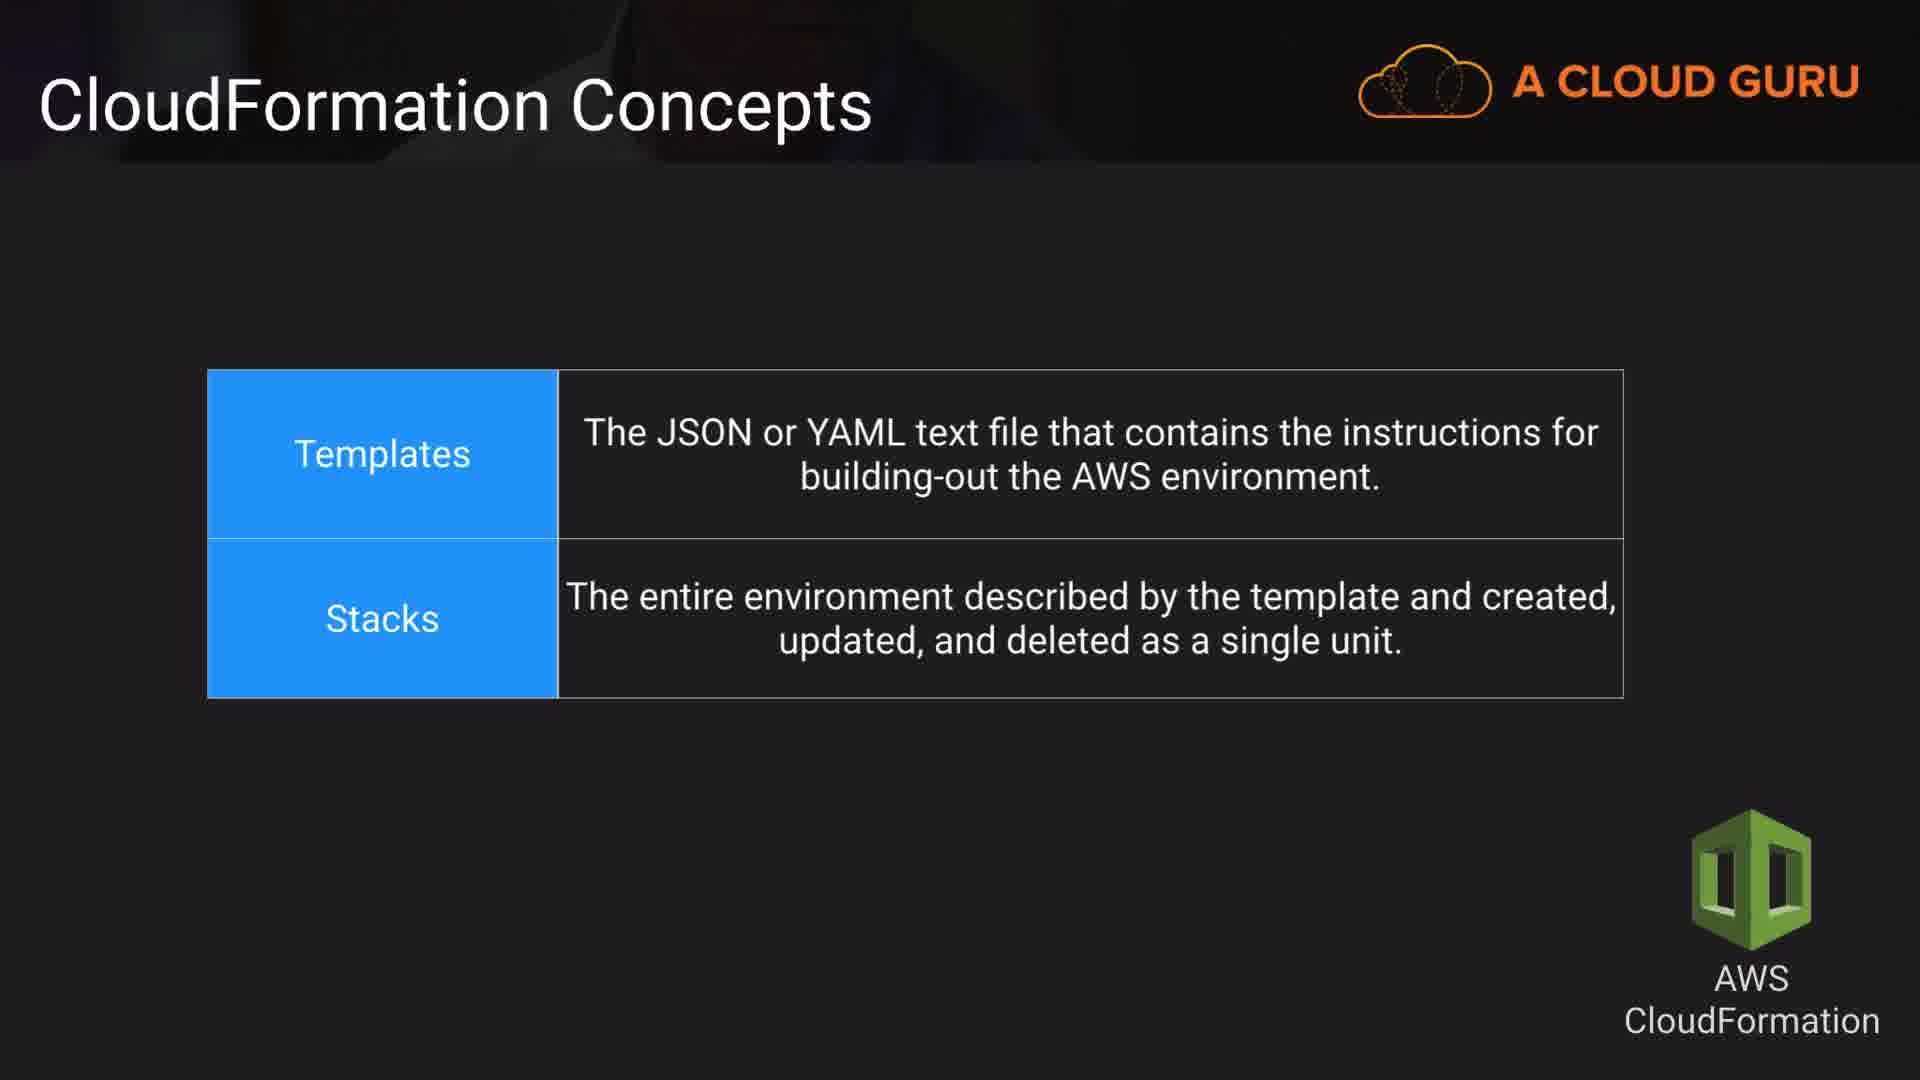 CloudFormation Concepts
A CLOUD GURU
Templates
The JSON or YAML text file that contains the instructions for
building-out the AWS environment.
Stacks
The entire environment described by the template and created,
updated, and deleted as a single unit.
AWS
CloudFormation